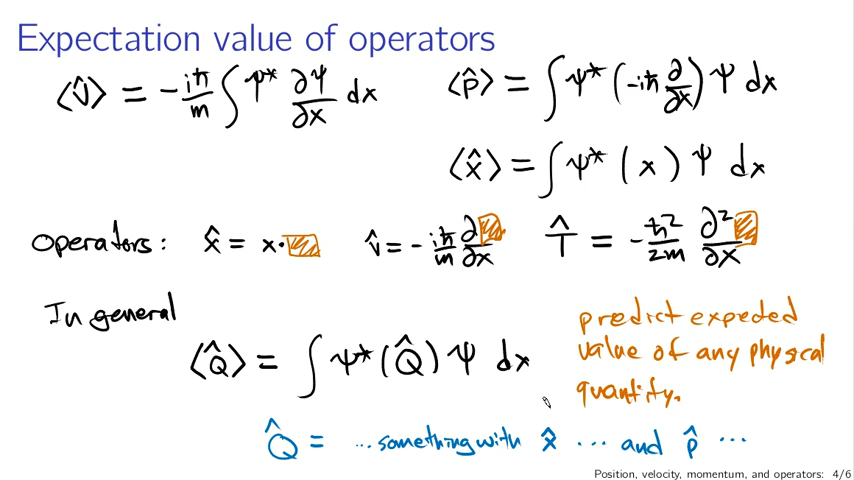 Expectation value of operators
⟨v̂⟩ = -iħ/m ∫ Ψ* ∂Ψ/∂x dx
⟨p̂⟩ = ∫ Ψ* (-iħ ∂/∂x) Ψ dx
⟨x̂⟩ = ∫ Ψ* (x) Ψ dx
Operators: x̂ = x· v̂ = - iħ/m ∂/∂x T̂ = - ħ²/2m ∂²/∂x
In general
⟨Q̂⟩ = ∫ Ψ* (Q̂) Ψ dx
predict expected
value of any physical
quantity.
Q̂ = ... something with x̂ ... and p̂ ...
Position, velocity, momentum, and operators: 4/6